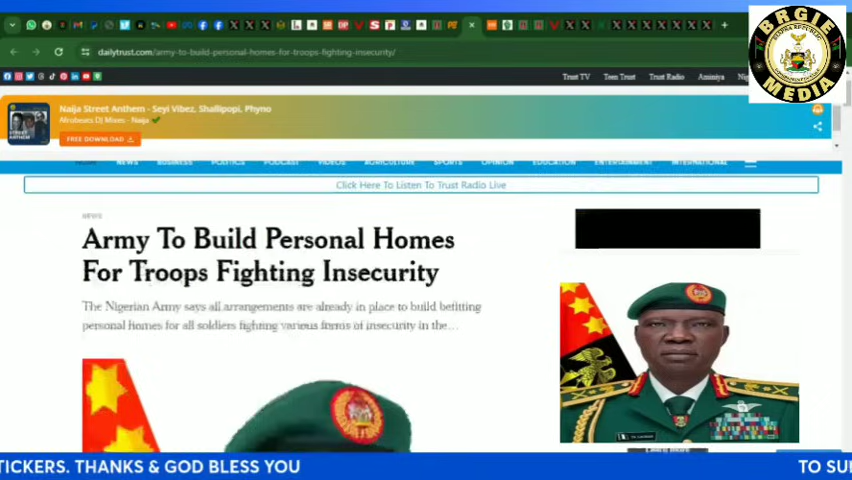 dailytrust.com/army-to-build-personal-homes-for-troops-fighting-insecurity/
BRGIE
MEDIA
Trust TV Teen Trust Trust Radio Aminiya
Naija Street Anthem - Seyi Vibez, Shallipopi, Phyno
Afrobeats Dj Mixes - Naija
FREE DOWNLOAD
HOME NEWS BUSINESS POLITICS PODCAST VIDEOS AGRICULTURE SPORTS OPINION EDUCATION ENTERTAINMENT INTERNATIONAL
Click Here To Listen To Trust Radio Live
NEWS
Army To Build Personal Homes
For Troops Fighting Insecurity
The Nigerian Army says all arrangements are already in place to build befitting
personal homes for all soldiers fighting various forms of insecurity in the...
TICKERS. THANKS & GOD BLESS YOU
TO SU